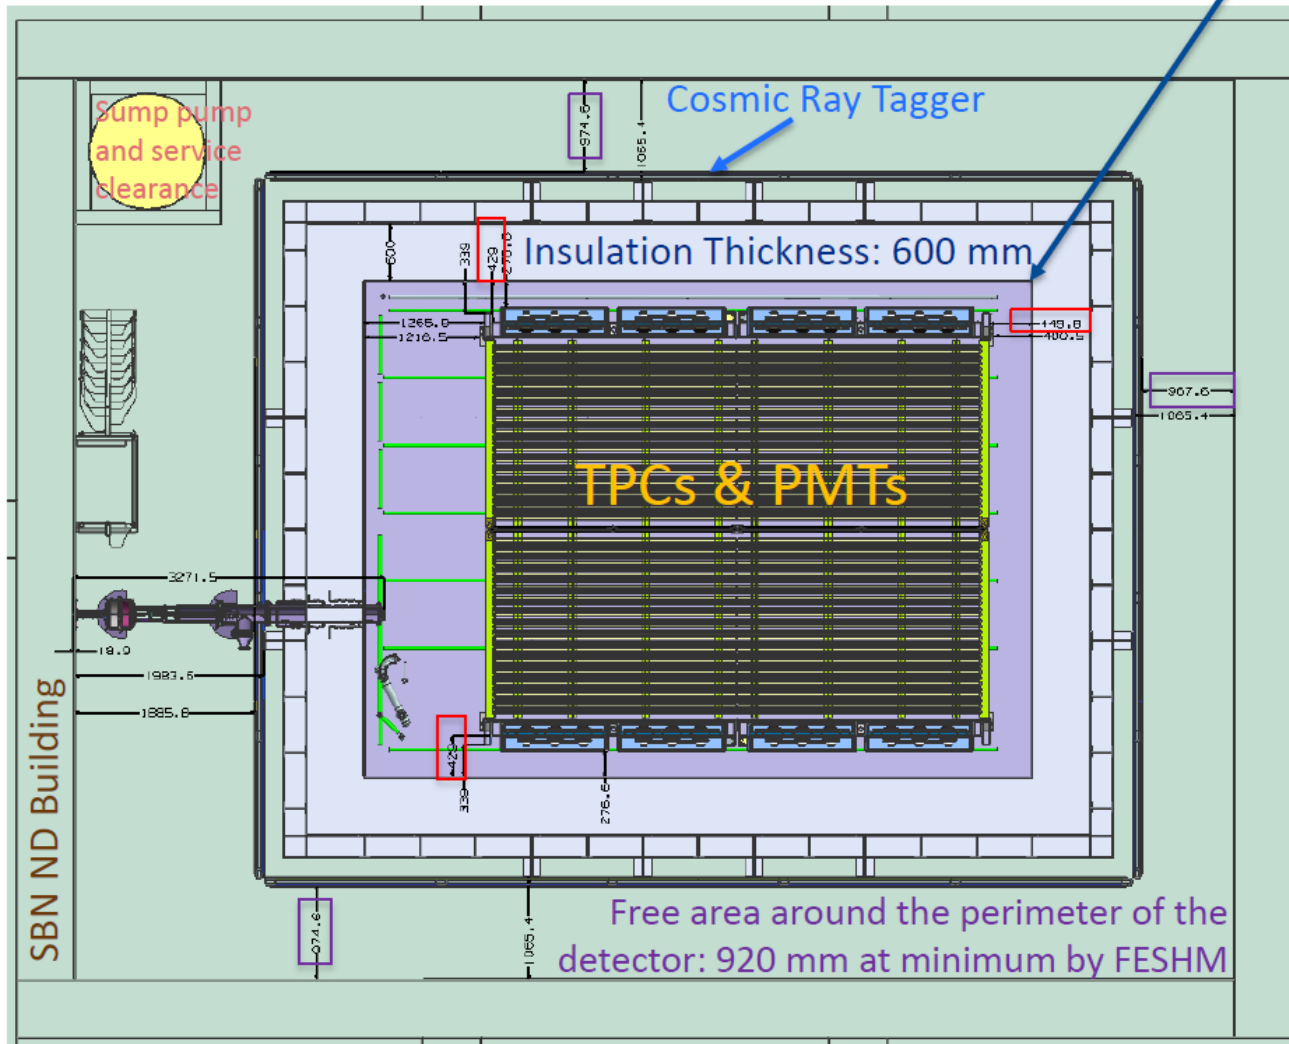 Sump pump
and service
clearance
974.6
1065.4
Cosmic Ray Tagger
600
339
429
276.6
Insulation Thickness: 600 mm
1266.8
1216.5
449.8
400.5
967.6
1065.4
TPCs & PMTs
3271.5
18.9
1983.6
1885.8
429
339
276.6
SBN ND Building
974.6
1065.4
Free area around the perimeter of the
detector: 920 mm at minimum by FESHM